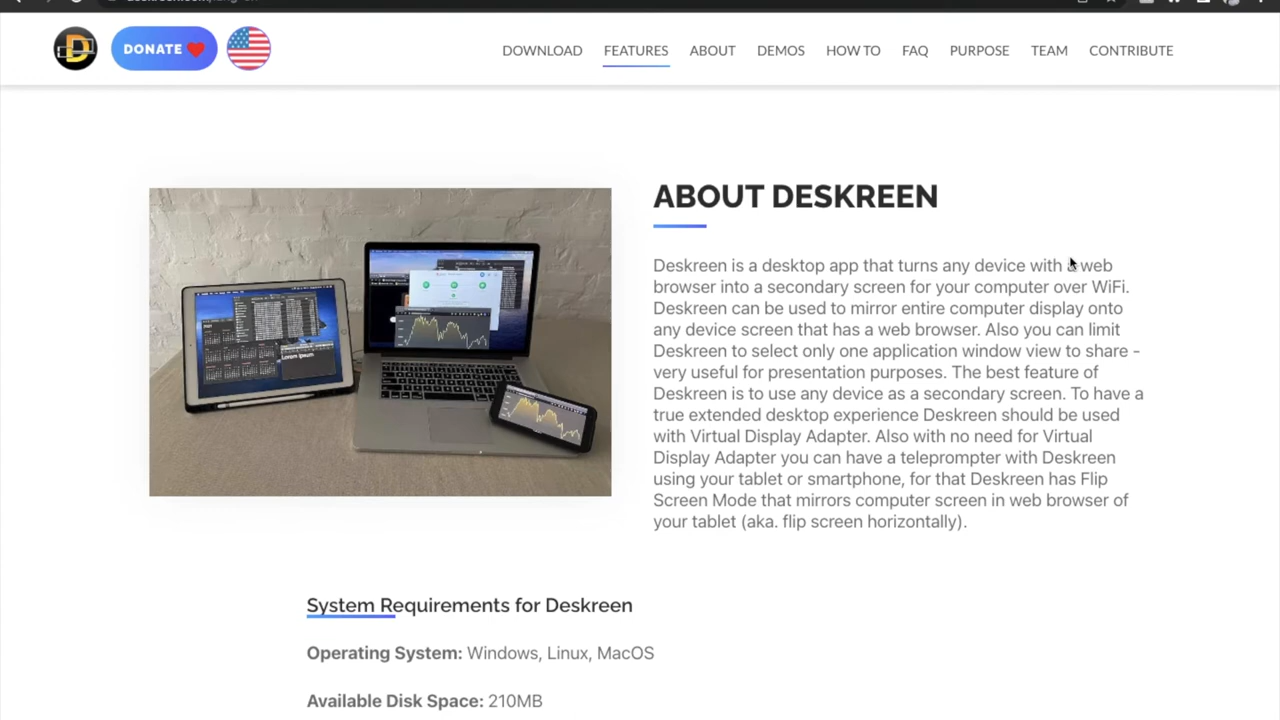 DONATE
DOWNLOAD
FEATURES
ABOUT
DEMOS
HOW TO
FAQ
PURPOSE
TEAM
CONTRIBUTE
ABOUT DESKREEN
Deskreen is a desktop app that turns any device with a web
browser into a secondary screen for your computer over WiFi.
Deskreen can be used to mirror entire computer display onto
any device screen that has a web browser. Also you can limit
Deskreen to select only one application window view to share -
very useful for presentation purposes. The best feature of
Deskreen is to use any device as a secondary screen. To have a
true extended desktop experience Deskreen should be used
with Virtual Display Adapter. Also with no need for Virtual
Display Adapter you can have a teleprompter with Deskreen
using your tablet or smartphone, for that Deskreen has Flip
Screen Mode that mirrors computer screen in web browser of
your tablet (aka. flip screen horizontally).
Lorem Ipsum
System Requirements for Deskreen
Operating System: Windows, Linux, MacOS
Available Disk Space: 210MB